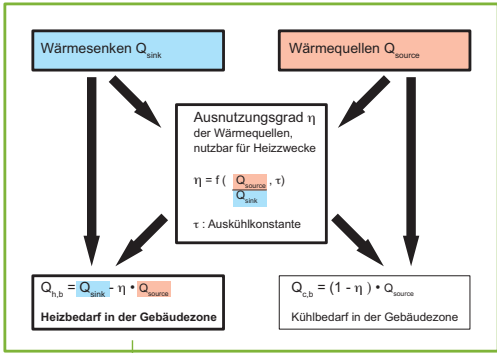 Wärmesenken Q_sink
Wärmequellen Q_source
Ausnutzungsgrad η
der Wärmequellen,
nutzbar für Heizzwecke
η = f ( Q_source / Q_sink , τ)
τ : Auskühlkonstante
Q_h,b = Q_sink - η • Q_source
Heizbedarf in der Gebäudezone
Q_c,b = (1 - η ) • Q_source
Kühlbedarf in der Gebäudezone